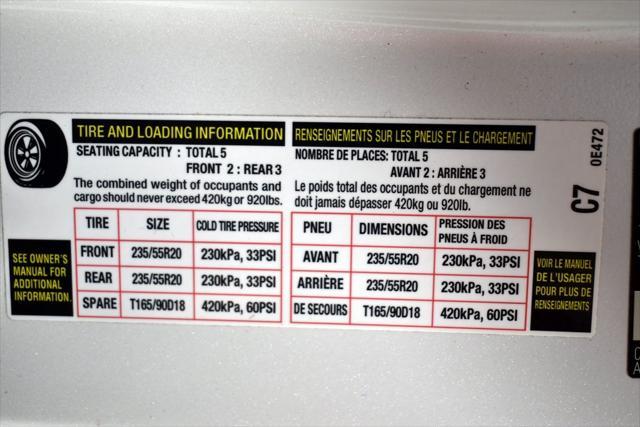 TIRE AND LOADING INFORMATION
SEATING CAPACITY : TOTAL 5
FRONT 2 : REAR 3
The combined weight of occupants and
cargo should never exceed 420kg or 920lbs.
SEE OWNER'S
MANUAL FOR
ADDITIONAL
INFORMATION
TIRE SIZE COLD TIRE PRESSURE
FRONT 235/55R20 230kPa, 33PSI
REAR 235/55R20 230kPa, 33PSI
SPARE T165/90D18 420kPa, 60PSI
RENSEIGNEMENTS SUR LES PNEUS ET LE CHARGEMENT
NOMBRE DE PLACES: TOTAL 5
AVANT 2 : ARRIÈRE 3
Le poids total des occupants et du chargement ne
doit jamais dépasser 420kg ou 920lb.
PNEU DIMENSIONS PRESSION DES
PNEUS À FROID
AVANT 235/55R20 230kPa, 33PSI
ARRIÈRE 235/55R20 230kPa, 33PSI
DE SECOURS T165/90D18 420kPa, 60PSI
VOIR LE MANUEL
DE L'USAGER
POUR PLUS DE
RENSEIGNEMENTS
C7
0E472